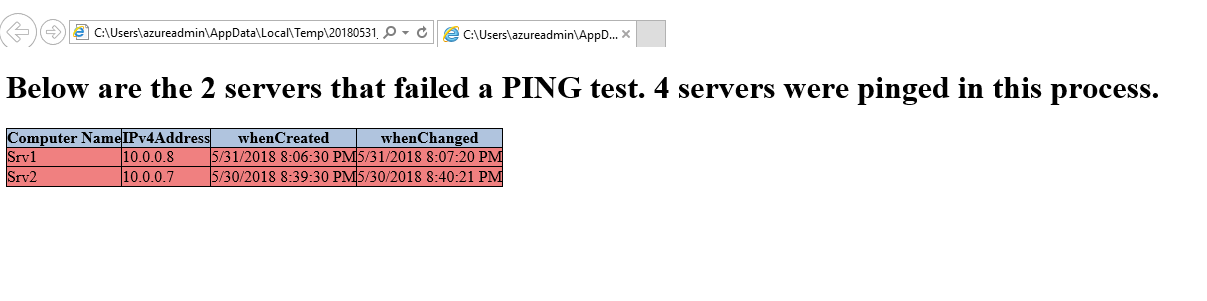 C:\Users\azureadmin\AppData\Local\Temp\20180531_ C:\Users\azureadmin\AppD...
Below are the 2 servers that failed a PING test. 4 servers were pinged in this process.
Computer Name IPv4Address whenCreated whenChanged
Srv1 10.0.0.8 5/31/2018 8:06:30 PM 5/31/2018 8:07:20 PM
Srv2 10.0.0.7 5/30/2018 8:39:30 PM 5/30/2018 8:40:21 PM